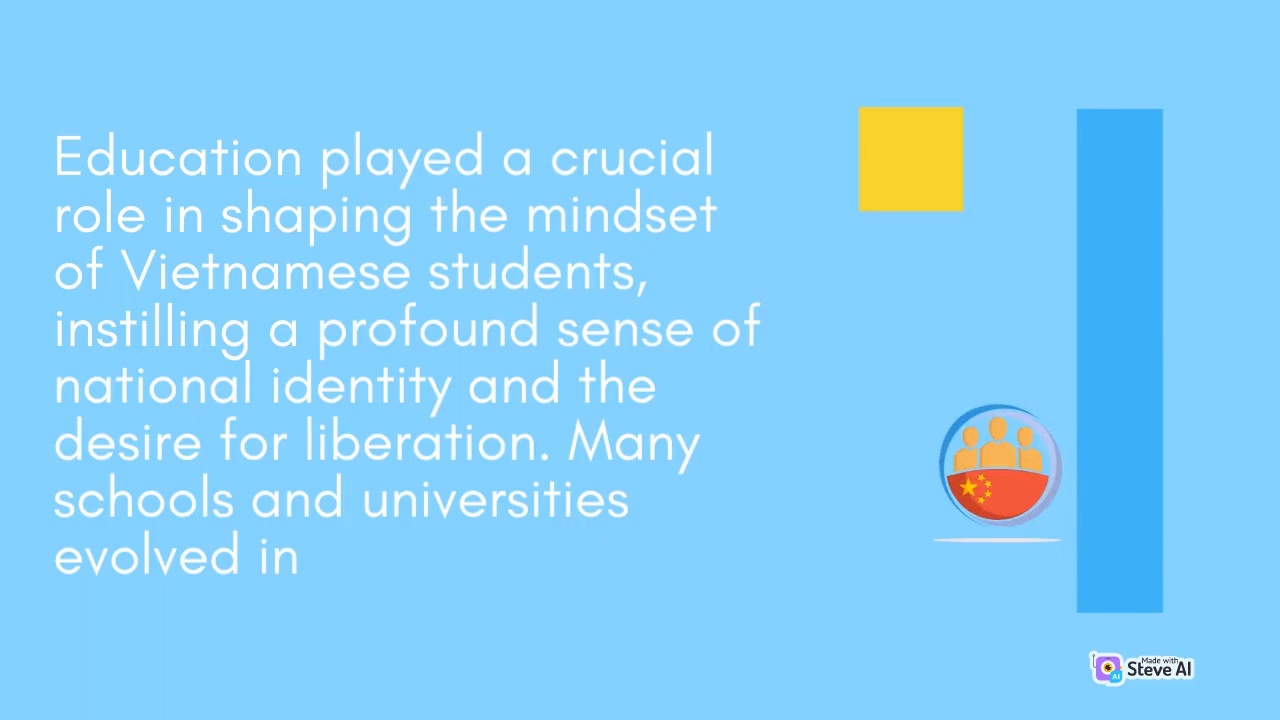 Education played a crucial
role in shaping the mindset
of Vietnamese students,
instilling a profound sense of
national identity and the
desire for liberation. Many
schools and universities
evolved in
Made with
Steve AI
AI